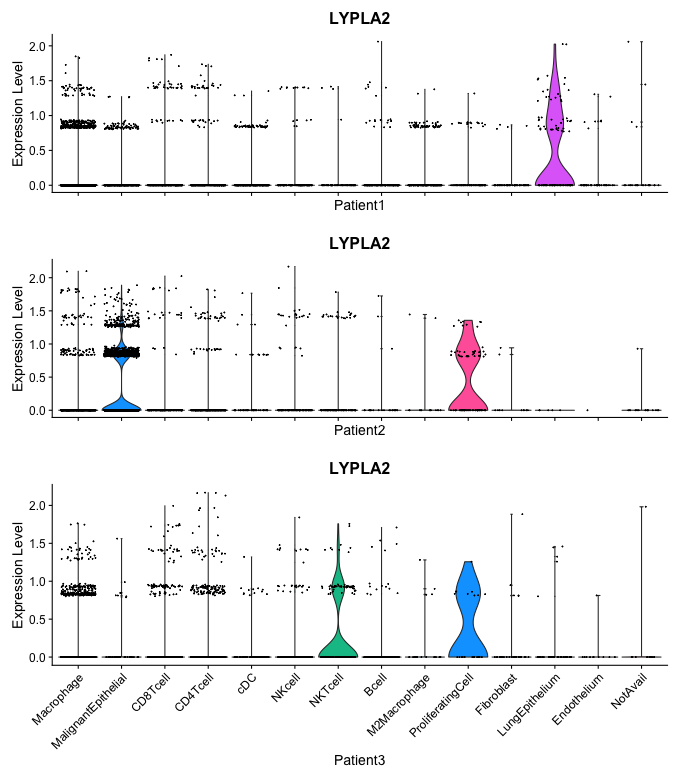 LYPLA2
Expression Level
2.0
1.5
1.0
0.5
0.0
Patient1
LYPLA2
Expression Level
2.0
1.5
1.0
0.5
0.0
Patient2
LYPLA2
Expression Level
2.0
1.5
1.0
0.5
0.0
Macrophage
MalignantEpithelial
CD8Tcell
CD4Tcell
cDC
NKcell
NKTcell
Bcell
M2Macrophage
ProliferatingCell
Fibroblast
LungEpithelium
Endothelium
NotAvail
Patient3